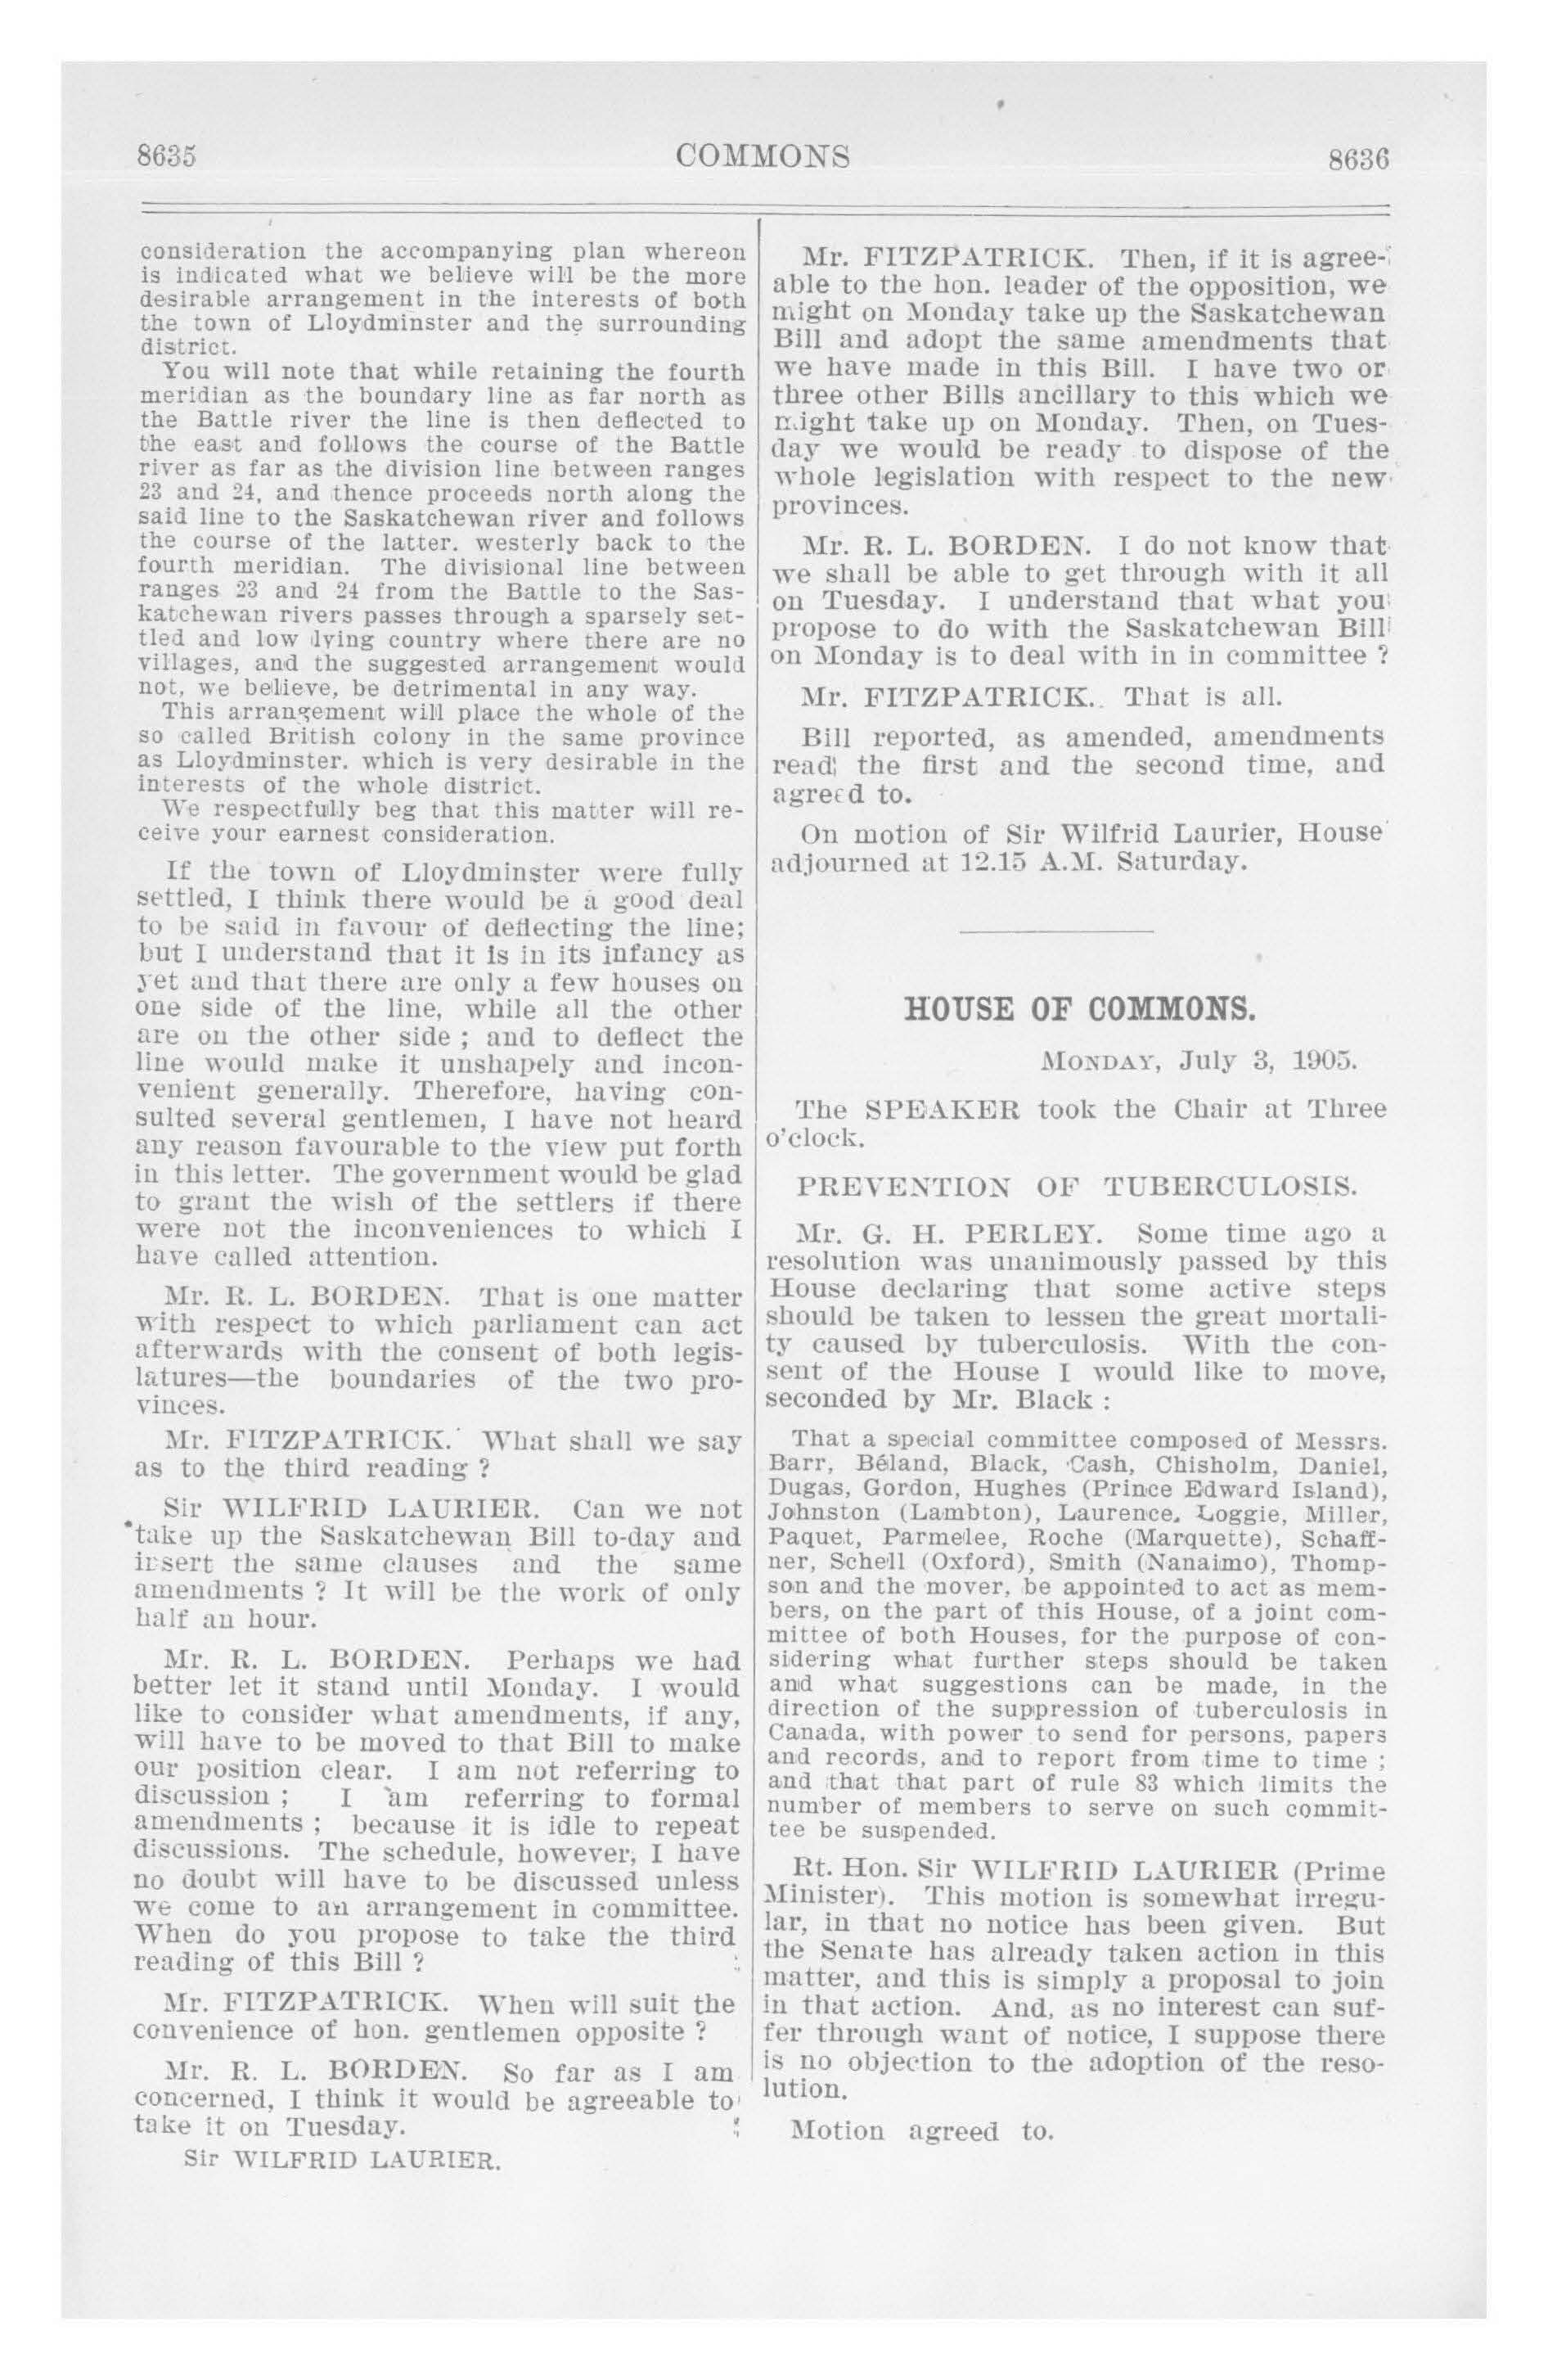 8635
COMMONS
8636
consideration the accompanying plan whereon
is indicated what we believe will be the more
desirable arrangement in the interests of both
the town of Lloydminster and the surrounding
district.
You will note that while retaining the fourth
meridian as the boundary line as far north as
the Battle river the line is then deflected to
the east and follows the course of the Battle
river as far as the division line between ranges
23 and 24, and thence proceeds north along the
said line to the Saskatchewan river and follows
the course of the latter. westerly back to the
fourth meridian. The divisional line between
ranges 23 and 24 from the Battle to the Sas-
katchewan rivers passes through a sparsely set-
tled and low lying country where there are no
villages, and the suggested arrangement would
not, we believe, be detrimental in any way.
This arrangement will place the whole of the
so called British colony in the same province
as Lloydminster. which is very desirable in the
interests of the whole district.
We respectfully beg that this matter will re-
ceive your earnest consideration.
If the town of Lloydminster were fully
settled, I think there would be a good deal
to be said in favour of deflecting the line;
but I understand that it is in its infancy as
yet and that there are only a few houses on
one side of the line, while all the other
are on the other side ; and to deflect the
line would make it unshapely and incon-
venient generally. Therefore, having con-
sulted several gentlemen, I have not heard
any reason favourable to the view put forth
in this letter. The government would be glad
to grant the wish of the settlers if there
were not the inconveniences to which I
have called attention.
Mr. R. L. BORDEN. That is one matter
with respect to which parliament can act
afterwards with the consent of both legis-
latures—the boundaries of the two pro-
vinces.
Mr. FITZPATRICK. What shall we say
as to the third reading ?
Sir WILFRID LAURIER. Can we not
take up the Saskatchewan Bill to-day and
insert the same clauses and the same
amendments ? It will be the work of only
half an hour.
Mr. R. L. BORDEN. Perhaps we had
better let it stand until Monday. I would
like to consider what amendments, if any,
will have to be moved to that Bill to make
our position clear. I am not referring to
discussion ; I am referring to formal
amendments ; because it is idle to repeat
discussions. The schedule, however, I have
no doubt will have to be discussed unless
we come to an arrangement in committee.
When do you propose to take the third
reading of this Bill ?
Mr. FITZPATRICK. When will suit the
convenience of hon. gentlemen opposite ?
Mr. R. L. BORDEN. So far as I am
concerned, I think it would be agreeable to
take it on Tuesday.
Sir WILFRID LAURIER.
Mr. FITZPATRICK. Then, if it is agree-
able to the hon. leader of the opposition, we
might on Monday take up the Saskatchewan
Bill and adopt the same amendments that
we have made in this Bill. I have two or
three other Bills ancillary to this which we
might take up on Monday. Then, on Tues-
day we would be ready to dispose of the
whole legislation with respect to the new
provinces.
Mr. R. L. BORDEN. I do not know that
we shall be able to get through with it all
on Tuesday. I understand that what you
propose to do with the Saskatchewan Bill
on Monday is to deal with in in committee ?
Mr. FITZPATRICK. That is all.
Bill reported, as amended, amendments
read the first and the second time, and
agreed to.
On motion of Sir Wilfrid Laurier, House
adjourned at 12.15 A.M. Saturday.
HOUSE OF COMMONS.
MONDAY, July 3, 1905.
The SPEAKER took the Chair at Three
o'clock.
PREVENTION OF TUBERCULOSIS.
Mr. G. H. PERLEY. Some time ago a
resolution was unanimously passed by this
House declaring that some active steps
should be taken to lessen the great mortali-
ty caused by tuberculosis. With the con-
sent of the House I would like to move,
seconded by Mr. Black :
That a special committee composed of Messrs.
Barr, Béland, Black, Cash, Chisholm, Daniel,
Dugas, Gordon, Hughes (Prince Edward Island),
Johnston (Lambton), Laurence, Loggie, Miller,
Paquet, Parmelee, Roche (Marquette), Schaff-
ner, Schell (Oxford), Smith (Nanaimo), Thomp-
son and the mover, be appointed to act as mem-
bers, on the part of this House, of a joint com-
mittee of both Houses, for the purpose of con-
sidering what further steps should be taken
and what suggestions can be made, in the
direction of the suppression of tuberculosis in
Canada, with power to send for persons, papers
and records, and to report from time to time ;
and that that part of rule 83 which limits the
number of members to serve on such commit-
tee be suspended.
Rt. Hon. Sir WILFRID LAURIER (Prime
Minister). This motion is somewhat irregu-
lar, in that no notice has been given. But
the Senate has already taken action in this
matter, and this is simply a proposal to join
in that action. And, as no interest can suf-
fer through want of notice, I suppose there
is no objection to the adoption of the reso-
lution.
Motion agreed to.